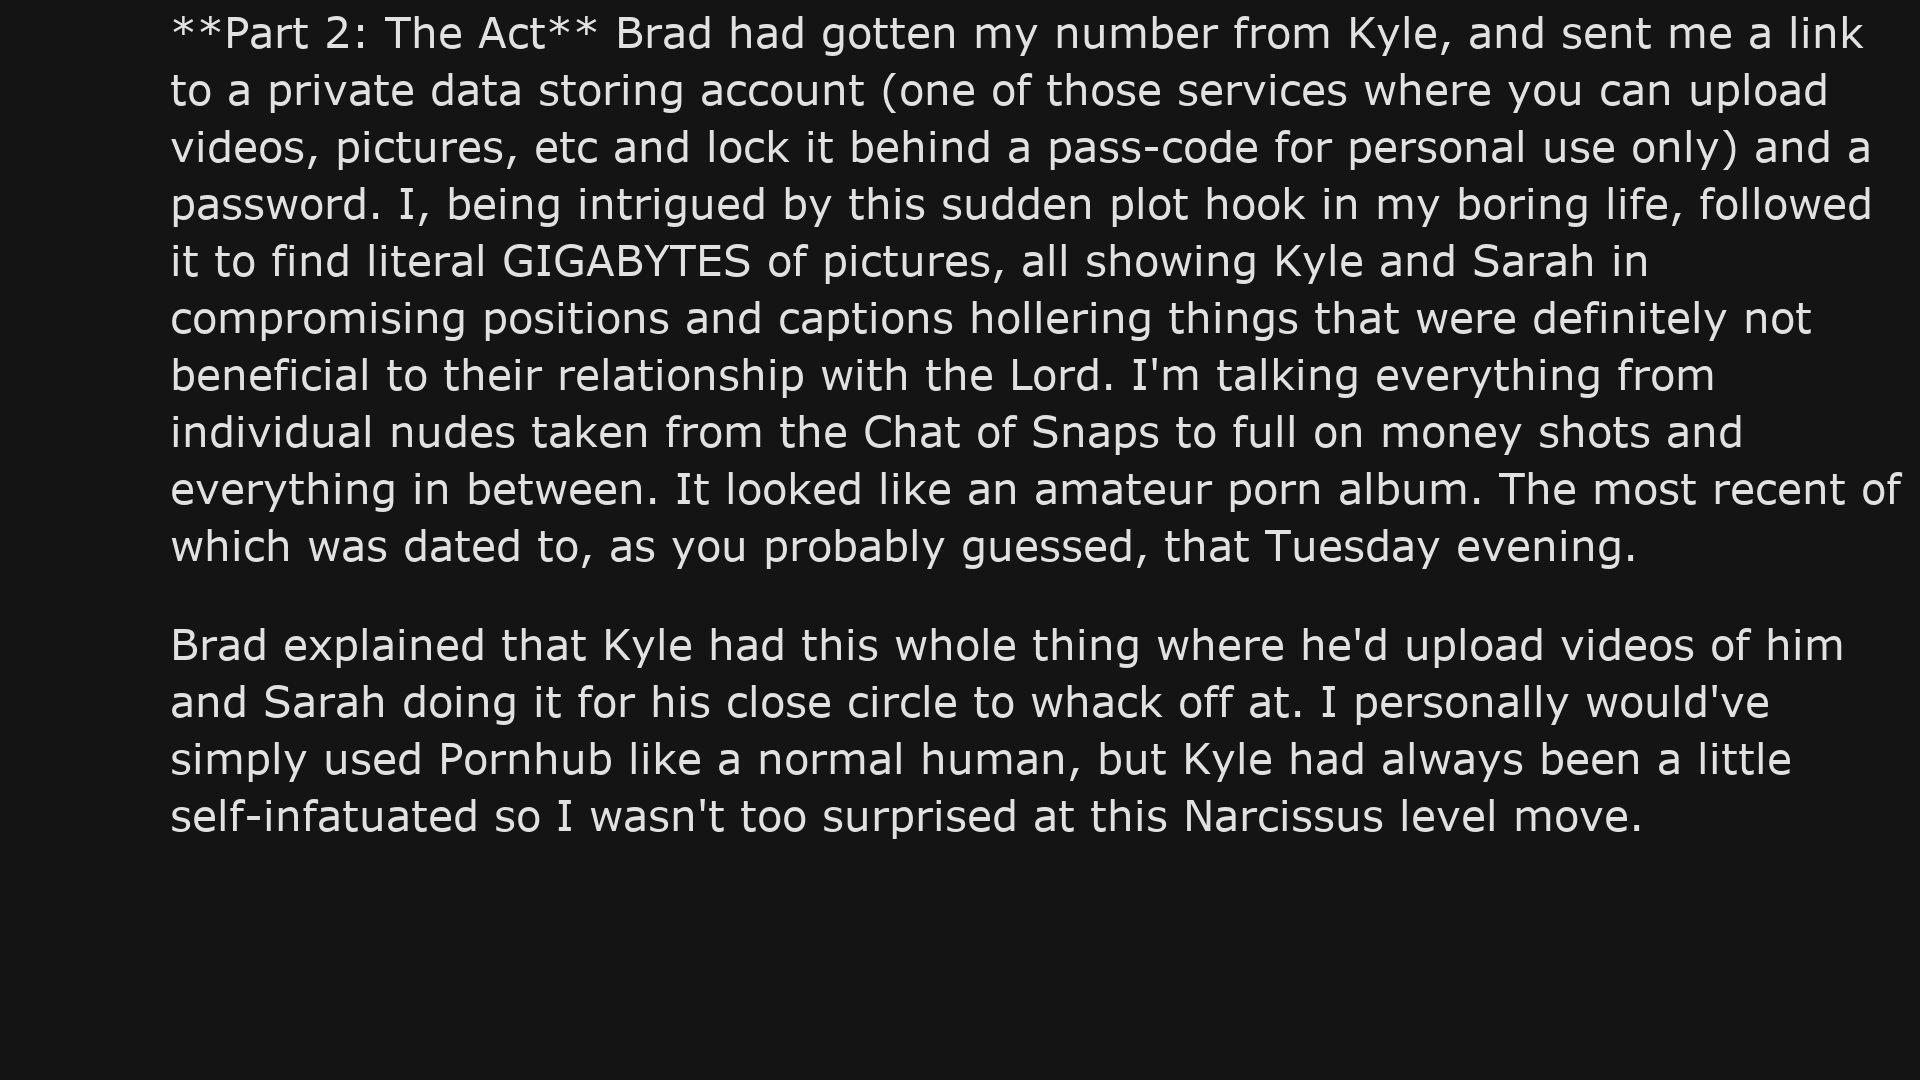 **Part 2: The Act** Brad had gotten my number from Kyle, and sent me a link
to a private data storing account (one of those services where you can upload
videos, pictures, etc and lock it behind a pass-code for personal use only) and a
password. I, being intrigued by this sudden plot hook in my boring life, followed
it to find literal GIGABYTES of pictures, all showing Kyle and Sarah in
compromising positions and captions hollering things that were definitely not
beneficial to their relationship with the Lord. I'm talking everything from
individual nudes taken from the Chat of Snaps to full on money shots and
everything in between. It looked like an amateur porn album. The most recent of
which was dated to, as you probably guessed, that Tuesday evening.
Brad explained that Kyle had this whole thing where he'd upload videos of him
and Sarah doing it for his close circle to whack off at. I personally would've
simply used Pornhub like a normal human, but Kyle had always been a little
self-infatuated so I wasn't too surprised at this Narcissus level move.